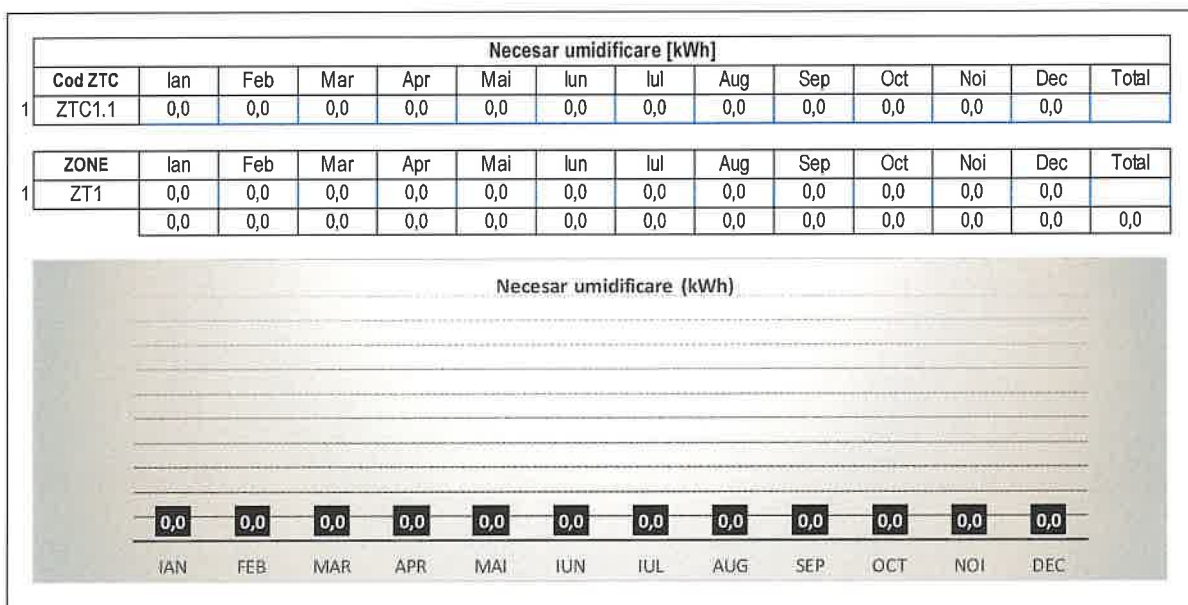 Necesar umidificare [kWh]
Cod ZTC Ian Feb Mar Apr Mai Iun Iul Aug Sep Oct Noi Dec Total
1 ZTC1.1 0,0 0,0 0,0 0,0 0,0 0,0 0,0 0,0 0,0 0,0 0,0 0,0
ZONE Ian Feb Mar Apr Mai Iun Iul Aug Sep Oct Noi Dec Total
1 ZT1 0,0 0,0 0,0 0,0 0,0 0,0 0,0 0,0 0,0 0,0 0,0 0,0
0,0 0,0 0,0 0,0 0,0 0,0 0,0 0,0 0,0 0,0 0,0 0,0 0,0
Necesar umidificare (kWh)
0,0 0,0 0,0 0,0 0,0 0,0 0,0 0,0 0,0 0,0 0,0 0,0
IAN FEB MAR APR MAI IUN IUL AUG SEP OCT NOI DEC